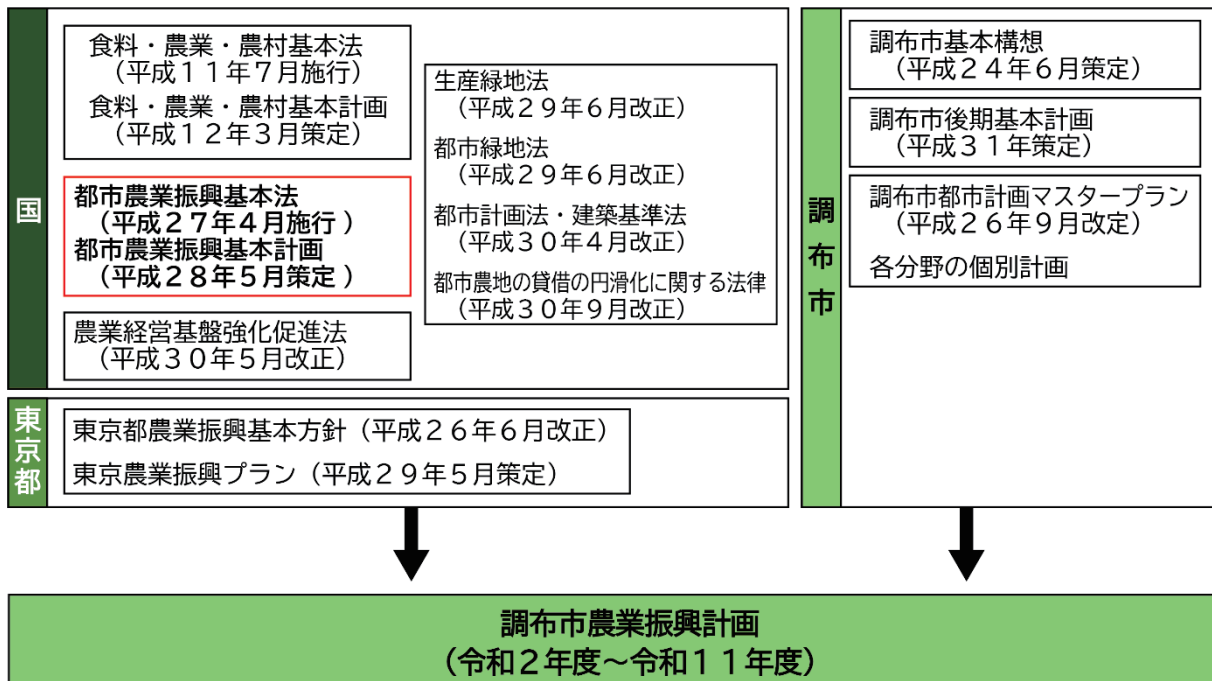 国
食料・農業・農村基本法
（平成１１年７月施行）
食料・農業・農村基本計画
（平成１２年３月策定）
都市農業振興基本法
（平成２７年４月施行 ）
都市農業振興基本計画
（平成２８年５月策定 ）
農業経営基盤強化促進法
（平成３０年５月改正）
生産緑地法
（平成２９年６月改正）
都市緑地法
（平成２９年６月改正）
都市計画法・建築基準法
（平成３０年４月改正）
都市農地の貸借の円滑化に関する法律
（平成３０年９月改正）
東京都
東京都農業振興基本方針（平成２６年６月改正）
東京農業振興プラン（平成２９年５月策定）
調布市
調布市基本構想
（平成２４年６月策定）
調布市後期基本計画
（平成３１年策定）
調布市都市計画マスタープラン
（平成２６年９月改定）
各分野の個別計画
調布市農業振興計画
（令和２年度～令和１１年度）